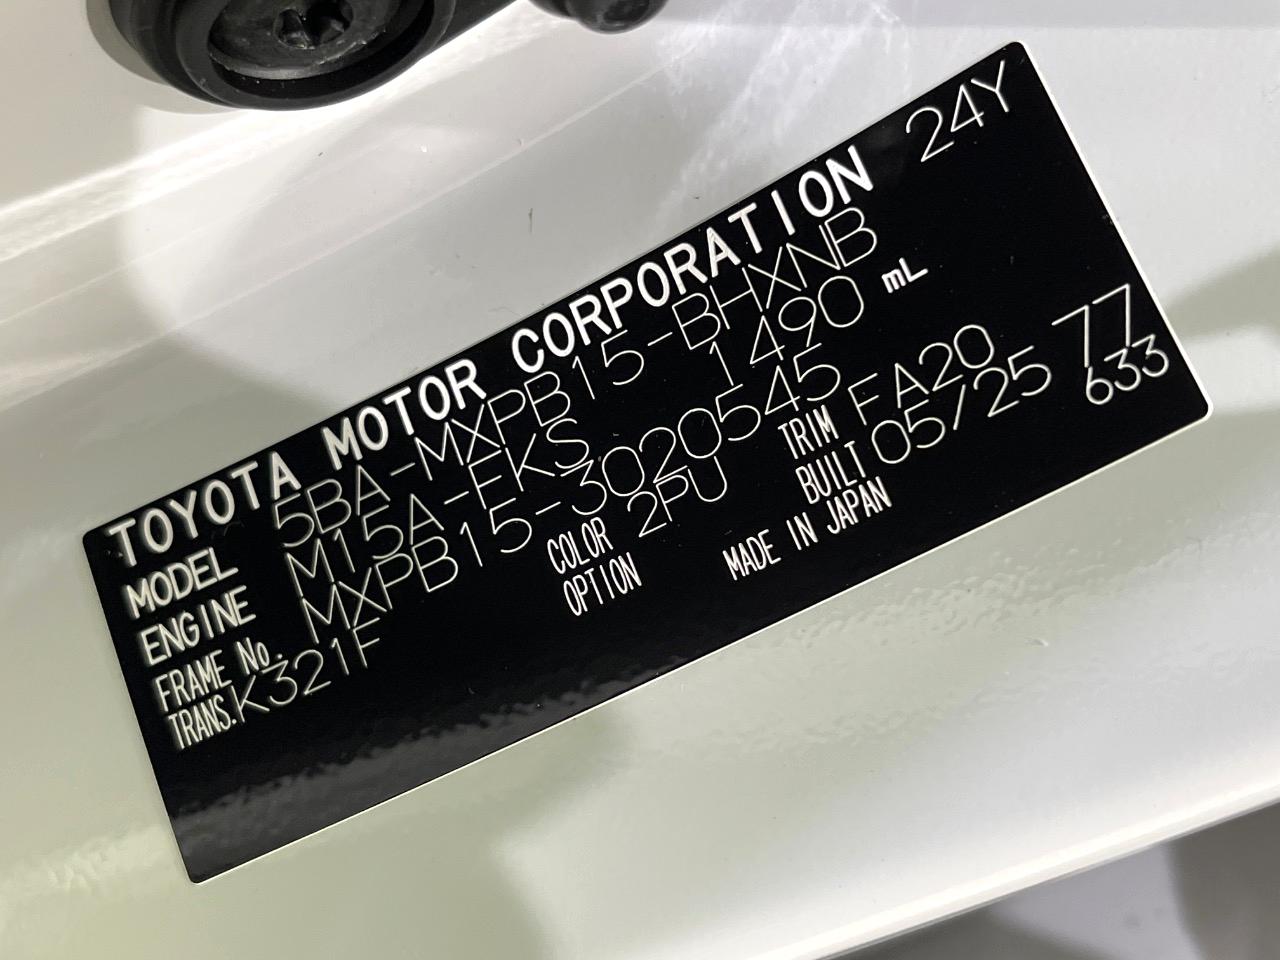 TOYOTA MOTOR CORPORATION 24Y
MODEL 5BA-MXPB15-BHXNB
ENGINE M15A-FKS 1490 mL
FRAME No. MXPB15-3020545
TRANS. K321F COLOR 2PU TRIM FA20 77
OPTION BUILT 05/25 633
MADE IN JAPAN